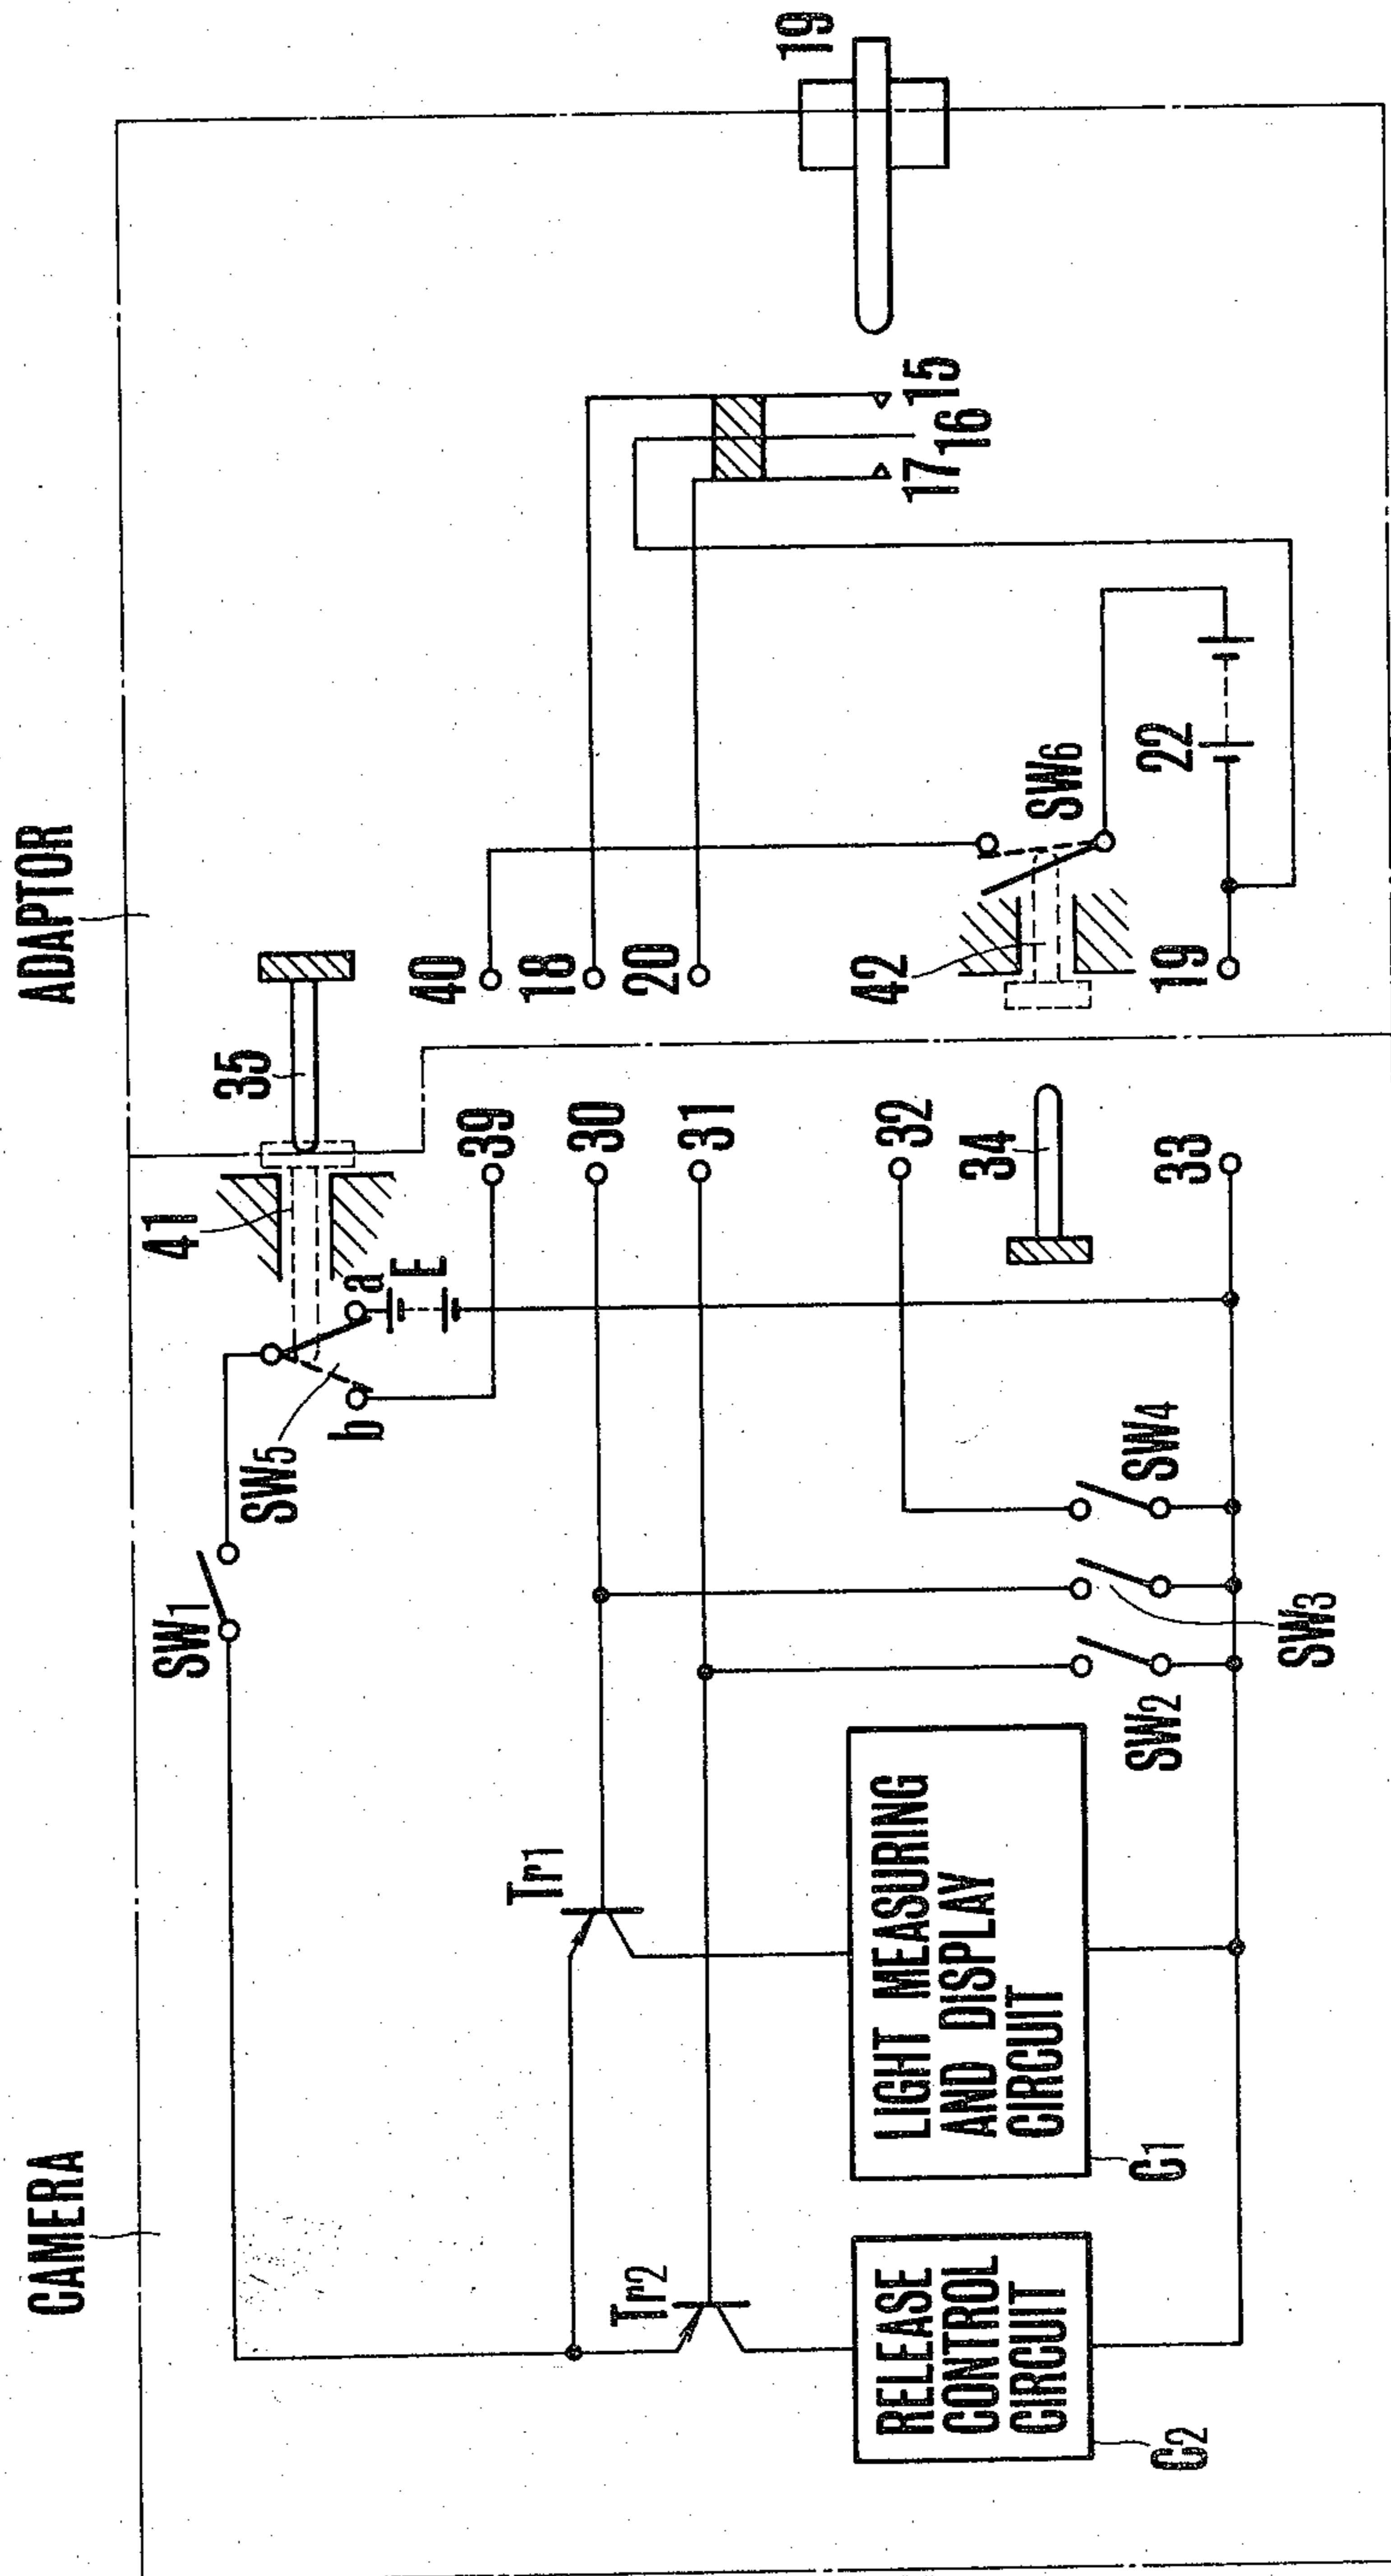 CAMERA
ADAPTOR
SW1
SW5
b
a
E
41
35
39
40
Tr1
30
18
Tr2
31
20
32
15
16
17
19
RELEASE
CONTROL
CIRCUIT
C2
LIGHT MEASURING
AND DISPLAY
CIRCUIT
C1
SW2
SW3
SW4
34
33
42
SW6
19
22